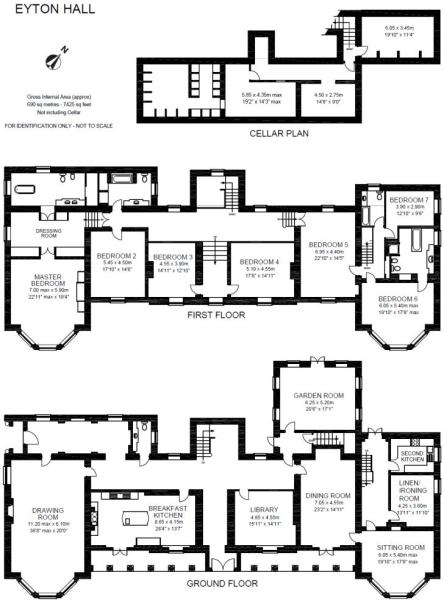 EYTON HALL
N
Gross Internal Area (approx)
690 sq metres - 7425 sq feet
Not including Cellar
FOR IDENTIFICATION ONLY - NOT TO SCALE
6.05 x 3.45m
19'10" x 11'4"
5.85 x 4.35m max
19'2" x 14'3" max
4.50 x 2.75m
14'8" x 9'0"
CELLAR PLAN
DRESSING
ROOM
MASTER
BEDROOM
7.00 max x 5.90m
22'11" max x 19'4"
BEDROOM 2
5.45 x 4.50m
17'10" x 14'8"
BEDROOM 3
4.55 x 3.90m
14'11" x 12'10"
BEDROOM 4
5.10 x 4.55m
17'8" x 14'11"
BEDROOM 5
6.95 x 4.40m
22'10" x 14'5"
BEDROOM 7
3.90 x 2.90m
12'10" x 9'6"
BEDROOM 6
6.05 x 5.40m max
19'10" x 17'9" max
FIRST FLOOR
GARDEN ROOM
6.25 x 5.20m
20'6" x 17'1"
DRAWING
ROOM
11.20 max x 6.10m
36'8" max x 20'0"
BREAKFAST
KITCHEN
8.65 x 4.15m
28'4" x 13'7"
LIBRARY
4.85 x 4.55m
15'11" x 14'11"
DINING ROOM
7.05 x 4.55m
23'2" x 14'11"
SECOND
KITCHEN
LINEN/
IRONING
ROOM
4.25 x 3.60m
13'11" x 11'10"
SITTING ROOM
6.05 x 5.40m max
19'10" x 17'9" max
GROUND FLOOR